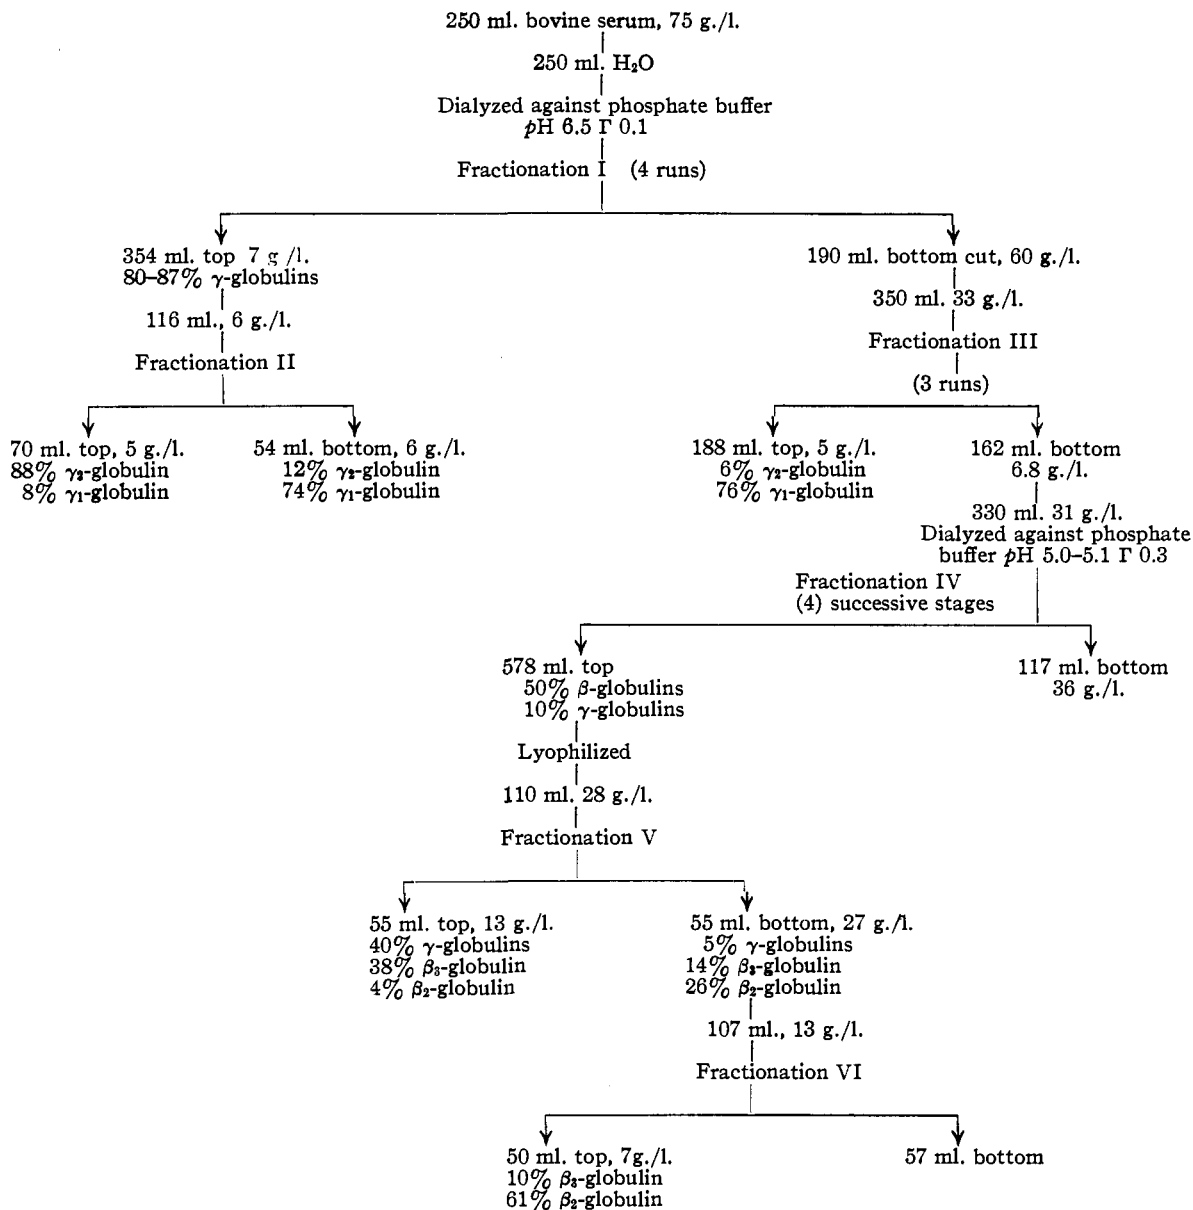 250 ml. bovine serum, 75 g./l.
250 ml. H₂O
Dialyzed against phosphate buffer
pH 6.5 Γ 0.1
Fractionation I (4 runs)
354 ml. top 7 g /l.
80–87% γ-globulins
190 ml. bottom cut, 60 g./l.
116 ml., 6 g./l.
350 ml. 33 g./l.
Fractionation II
Fractionation III
(3 runs)
70 ml. top, 5 g./l.
88% γ₂-globulin
8% γ₁-globulin
54 ml. bottom, 6 g./l.
12% γ₂-globulin
74% γ₁-globulin
188 ml. top, 5 g./l.
6% γ₂-globulin
76% γ₁-globulin
162 ml. bottom
6.8 g./l.
330 ml. 31 g./l.
Dialyzed against phosphate
buffer pH 5.0–5.1 Γ 0.3
Fractionation IV
(4) successive stages
578 ml. top
50% β-globulins
10% γ-globulins
117 ml. bottom
36 g./l.
Lyophilized
110 ml. 28 g./l.
Fractionation V
55 ml. top, 13 g./l.
40% γ-globulins
38% β₃-globulin
4% β₂-globulin
55 ml. bottom, 27 g./l.
5% γ-globulins
14% β₃-globulin
26% β₂-globulin
107 ml., 13 g./l.
Fractionation VI
50 ml. top, 7g./l.
10% β₃-globulin
61% β₂-globulin
57 ml. bottom